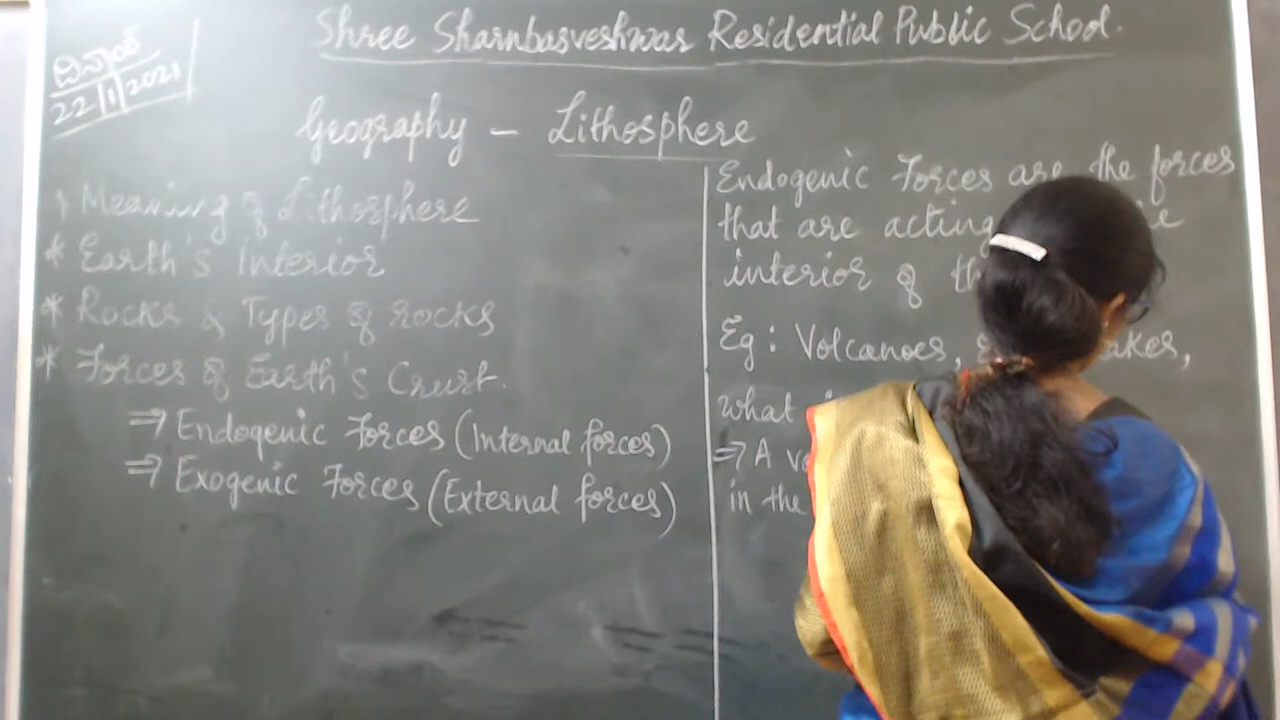 Shree Sharnbasveshwar Residential Public School.
ದಿನಾಂಕ
22/1/2021
Geography - Lithosphere
* Meaning of Lithosphere
* Earth's Interior
* Rocks & Types of rocks
* Forces of Earth's Crust.
⇒ Endogenic Forces (Internal forces)
⇒ Exogenic Forces (External forces)
Endogenic Forces are the forces
that are acting
interior of
Eg: Volcanoes,
what
⇒ A
in the